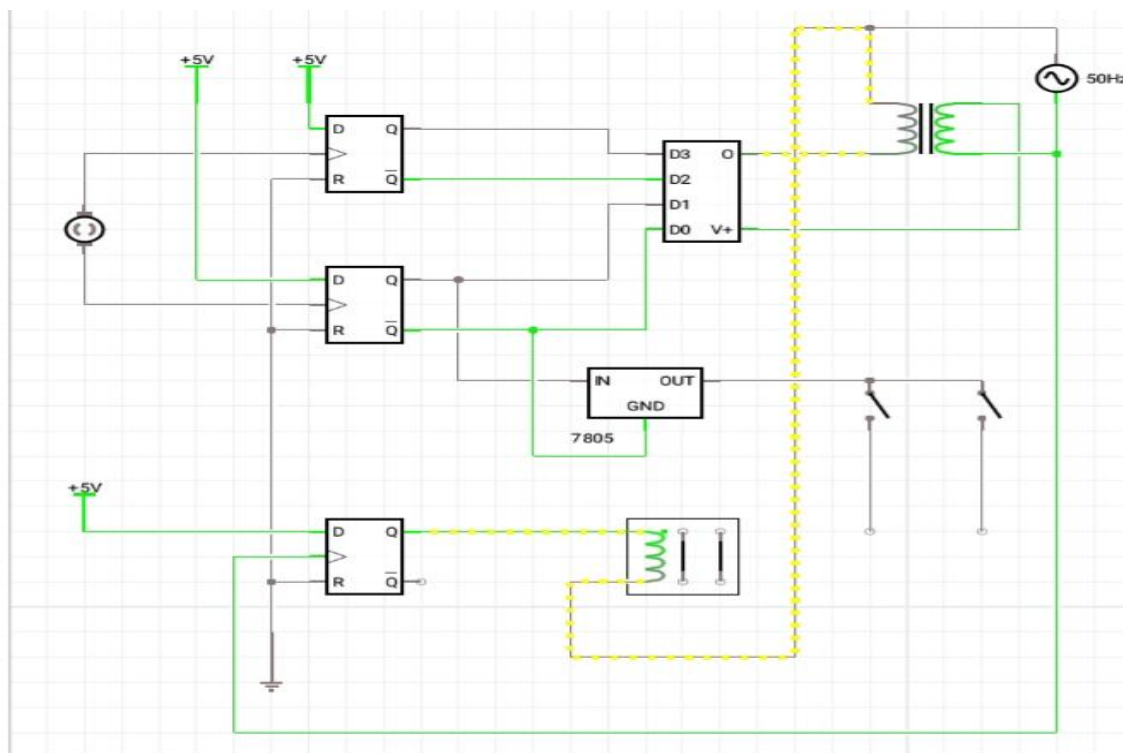 +5V +5V
50Hz
D Q
R Q̅
D3 O
D2
D1
D0 V+
D Q
R Q̅
IN OUT
GND
7805
+5V
D Q
R Q̅